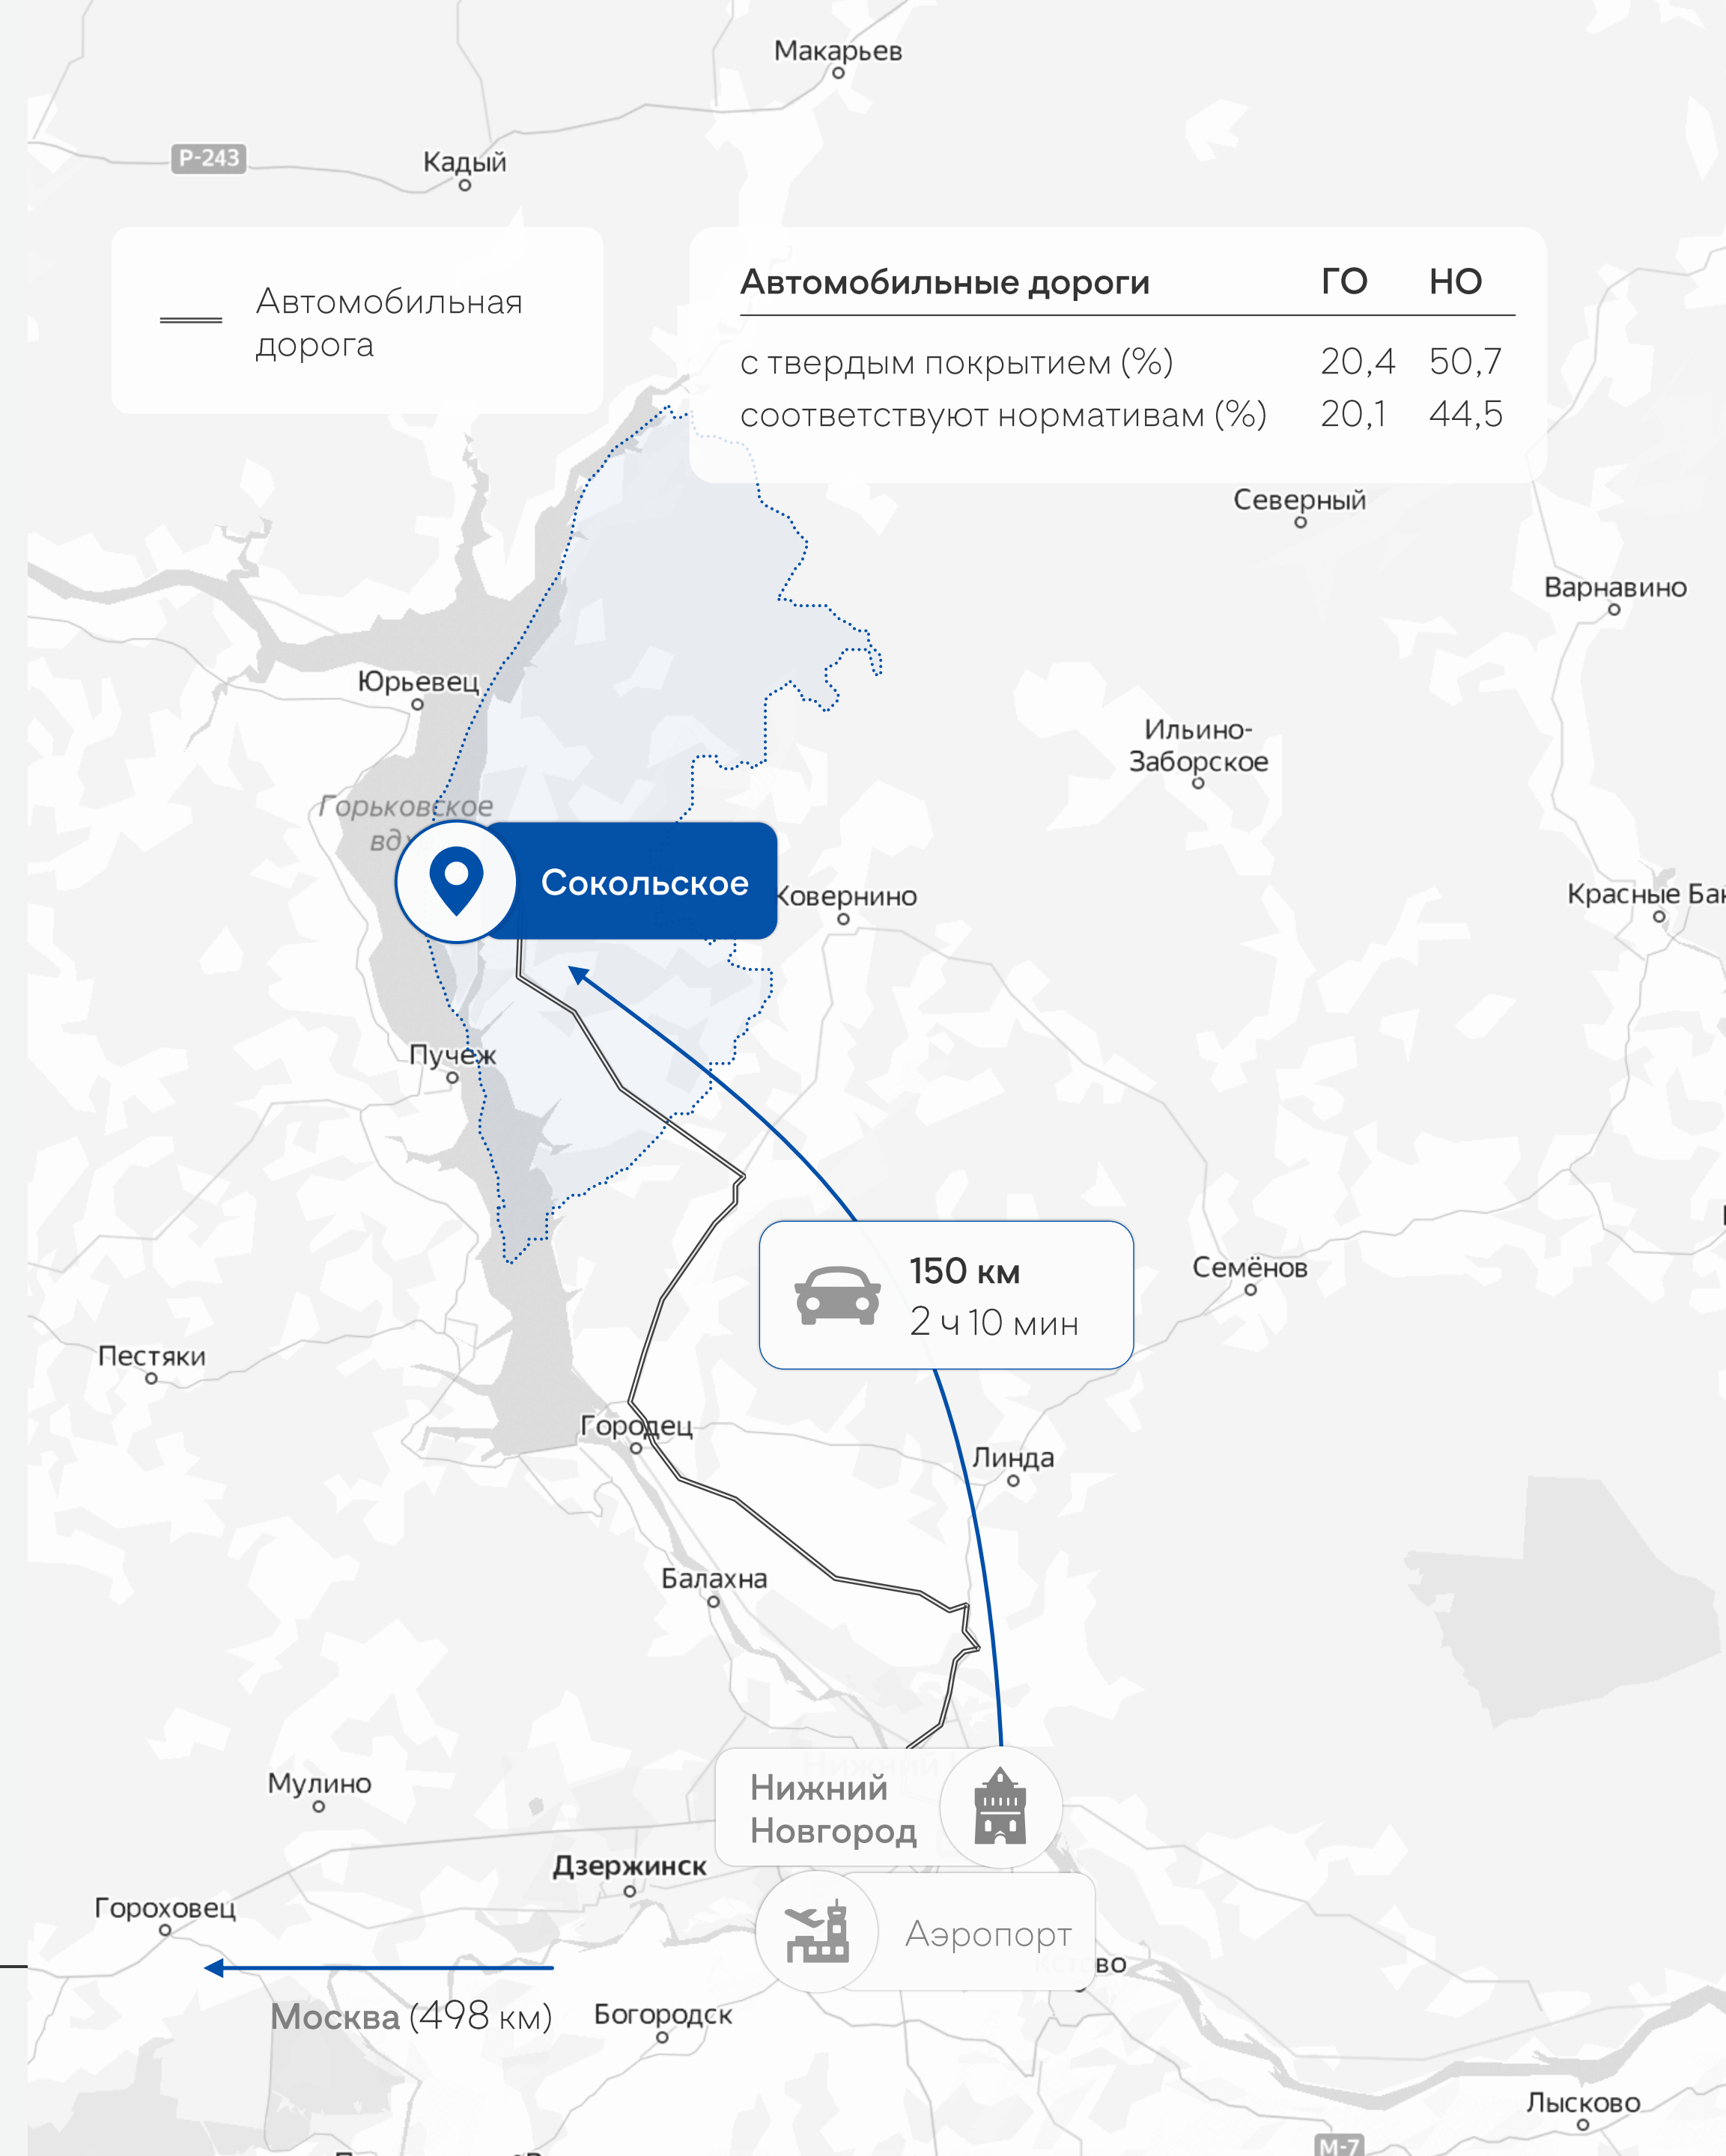 Макарьев
Р-243
Кадый
Автомобильная
дорога
Автомобильные дороги ГО НО
с твердым покрытием (%) 20,4 50,7
соответствуют нормативам (%) 20,1 44,5
Северный
Варнавино
Юрьевец
Ильино-
Заборское
Горьковское
Сокольское
Ковернино
Красные Бак
Пучеж
150 км
2 ч 10 мин
Семёнов
Пестяки
Городец
Линда
Балахна
Нижний
Новгород
Мулино
Дзержинск
Гороховец
Аэропорт
Москва (498 км)
Богородск
Лысково
М-7